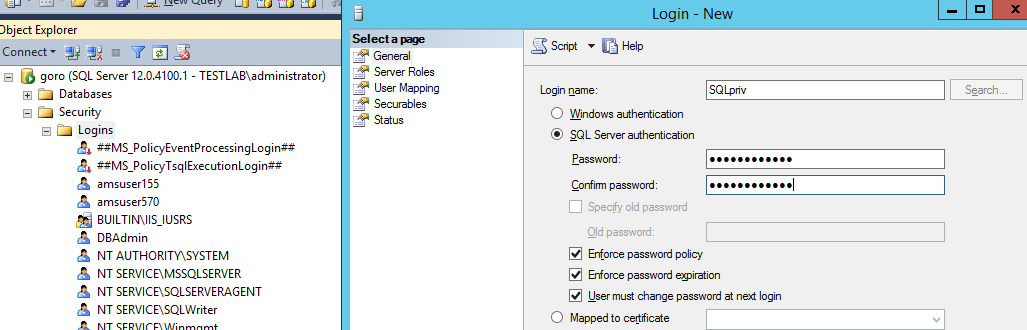 New Query
Object Explorer
Connect
goro (SQL Server 12.0.4100.1 - TESTLAB\administrator)
Databases
Security
Logins
##MS_PolicyEventProcessingLogin##
##MS_PolicyTsqlExecutionLogin##
amsuser155
amsuser570
BUILTIN\IIS_IUSRS
DBAdmin
NT AUTHORITY\SYSTEM
NT SERVICE\MSSQLSERVER
NT SERVICE\SQLSERVERAGENT
NT SERVICE\SQLWriter
NT SERVICE\Winmgmt
Login - New
Select a page
General
Server Roles
User Mapping
Securables
Status
Script
Help
Login name:
SQLpriv
Search...
Windows authentication
SQL Server authentication
Password:
●●●●●●●●●●●●
Confirm password:
●●●●●●●●●●●●
Specify old password
Old password:
Enforce password policy
Enforce password expiration
User must change password at next login
Mapped to certificate